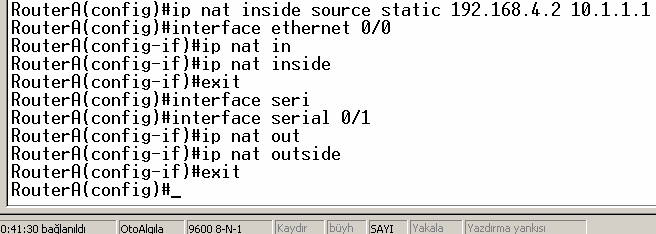 RouterA(config)#ip nat inside source static 192.168.4.2 10.1.1.1
RouterA(config)#interface ethernet 0/0
RouterA(config-if)#ip nat in
RouterA(config-if)#ip nat inside
RouterA(config-if)#exit
RouterA(config)#interface seri
RouterA(config)#interface serial 0/1
RouterA(config-if)#ip nat out
RouterA(config-if)#ip nat outside
RouterA(config-if)#exit
RouterA(config)#_
0:41:30 bağlanıldı OtoAlgıla 9600 8-N-1 Kaydır büyh SAYI Yakala Yazdırma yankısı